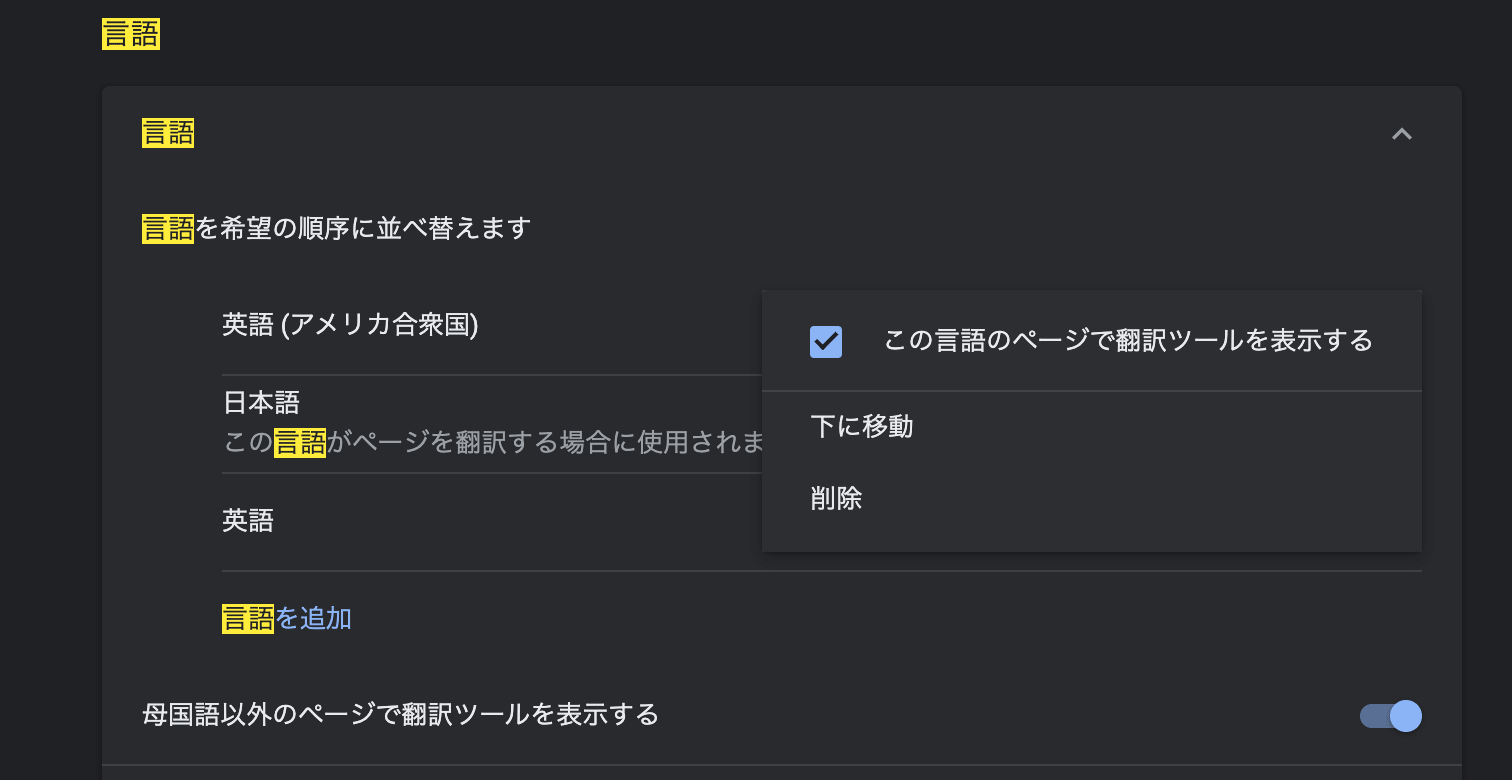 言語
言語
言語を希望の順序に並べ替えます
英語 (アメリカ合衆国)
この言語のページで翻訳ツールを表示する
日本語
この言語がページを翻訳する場合に使用されま
下に移動
削除
英語
言語を追加
母国語以外のページで翻訳ツールを表示する